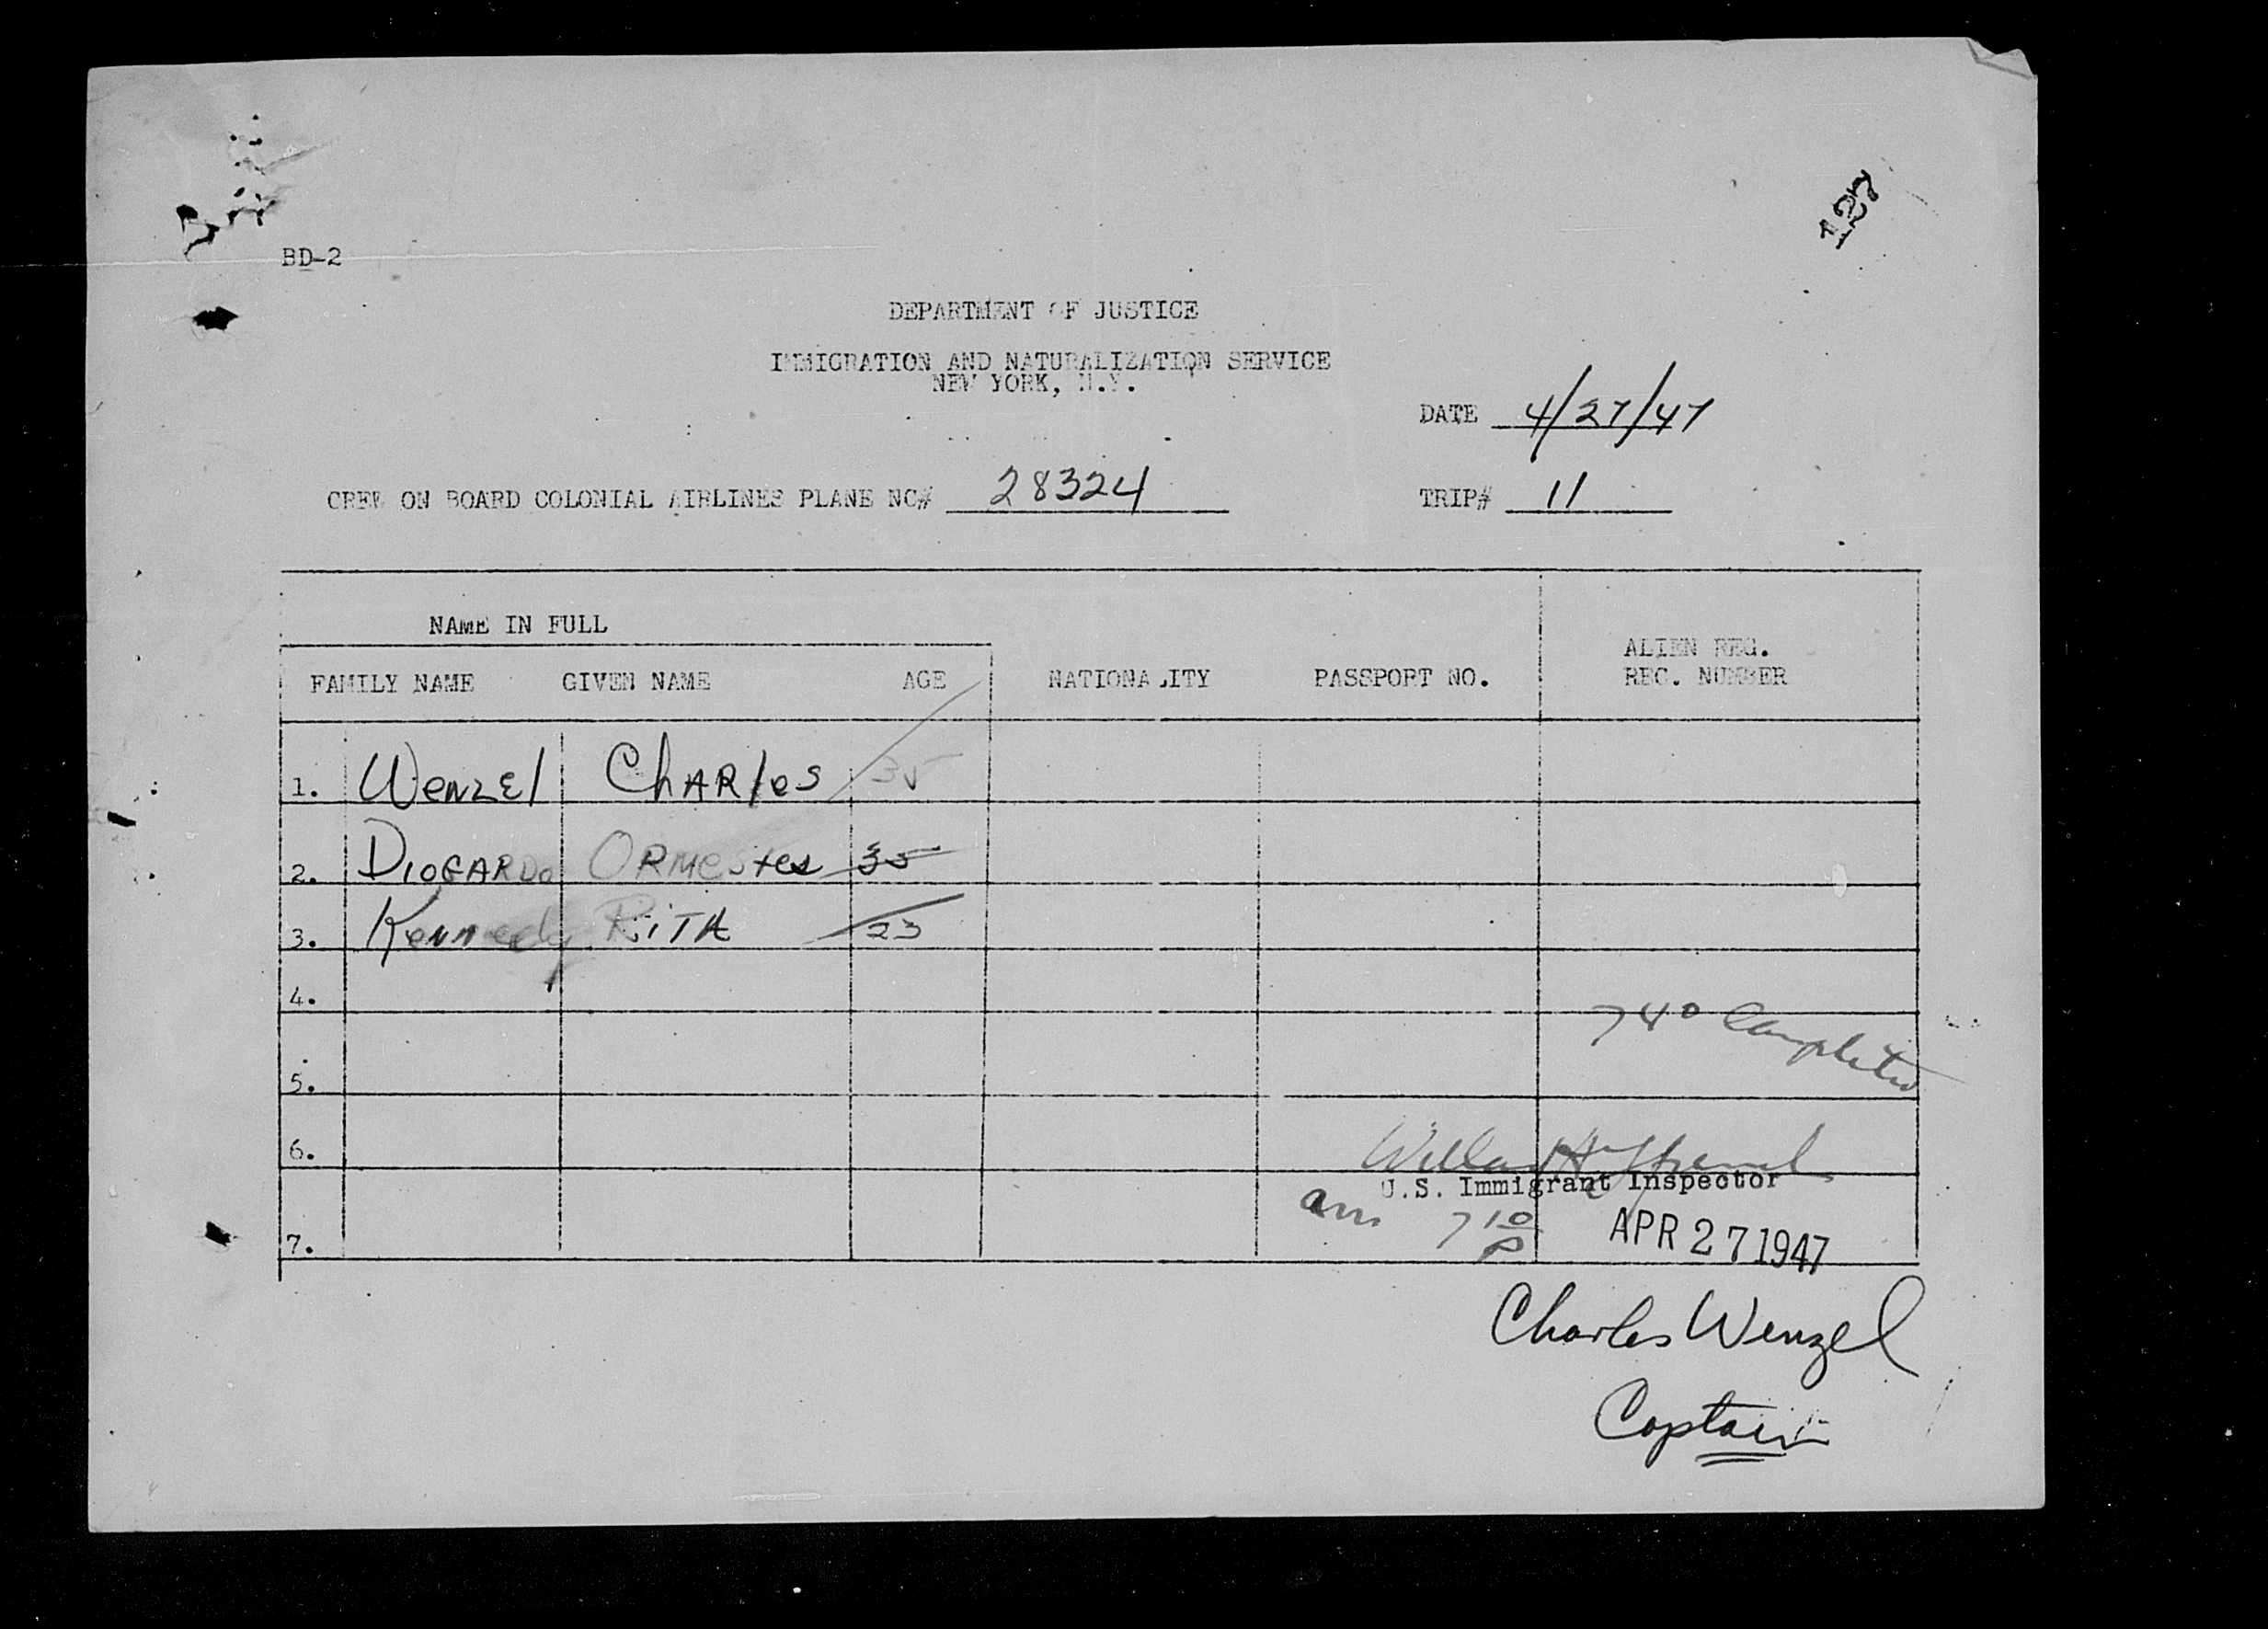 127
BD-2
DEPARTMENT OF JUSTICE
IMMIGRATION AND NATURALIZATION SERVICE
NEW YORK, N.Y.
DATE 4/27/47
CREW ON BOARD COLONIAL AIRLINES PLANE NC# 28324 TRIP# 11
NAME IN FULL
ALIEN REG.
FAMILY NAME GIVEN NAME AGE NATIONALITY PASSPORT NO. REC. NUMBER
1. Wenzel Charles 35
2. Diogardo Ormestes 35
3. Kennedy Rita 23
4.
740 Completed
5.
6.
U.S. Immigrant Inspector
710 P
APR 27 1947
7.
Charles Wenzel
Captain